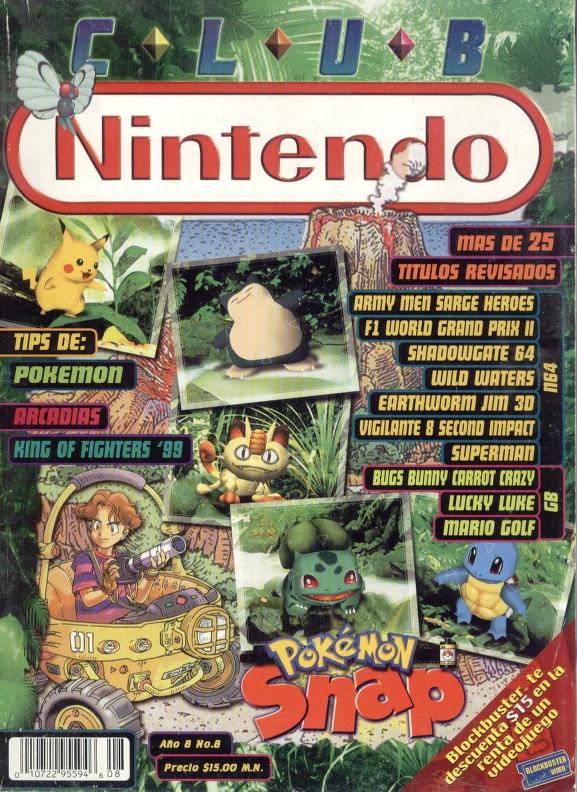 CLUB
Nintendo
MAS DE 25
TITULOS REVISADOS
ARMY MEN SARGE HEROES
F1 WORLD GRAND PRIX II
SHADOWGATE 64
WILD WATERS
EARTHWORM JIM 3D
VIGILANTE 8 SECOND IMPACT
SUPERMAN
N64
BUGS BUNNY CARROT CRAZY
LUCKY LUKE
MARIO GOLF
GB
TIPS DE:
POKEMON
ARCADIAS
KING OF FIGHTERS '99
01
POKéMON
Snap
Blockbuster te
descuento $15 en la
renta de un
videojuego
BLOCKBUSTER
VIDEO
Año 8 No.8
Precio $15.00 M.N.
0 10722 95594 6 08